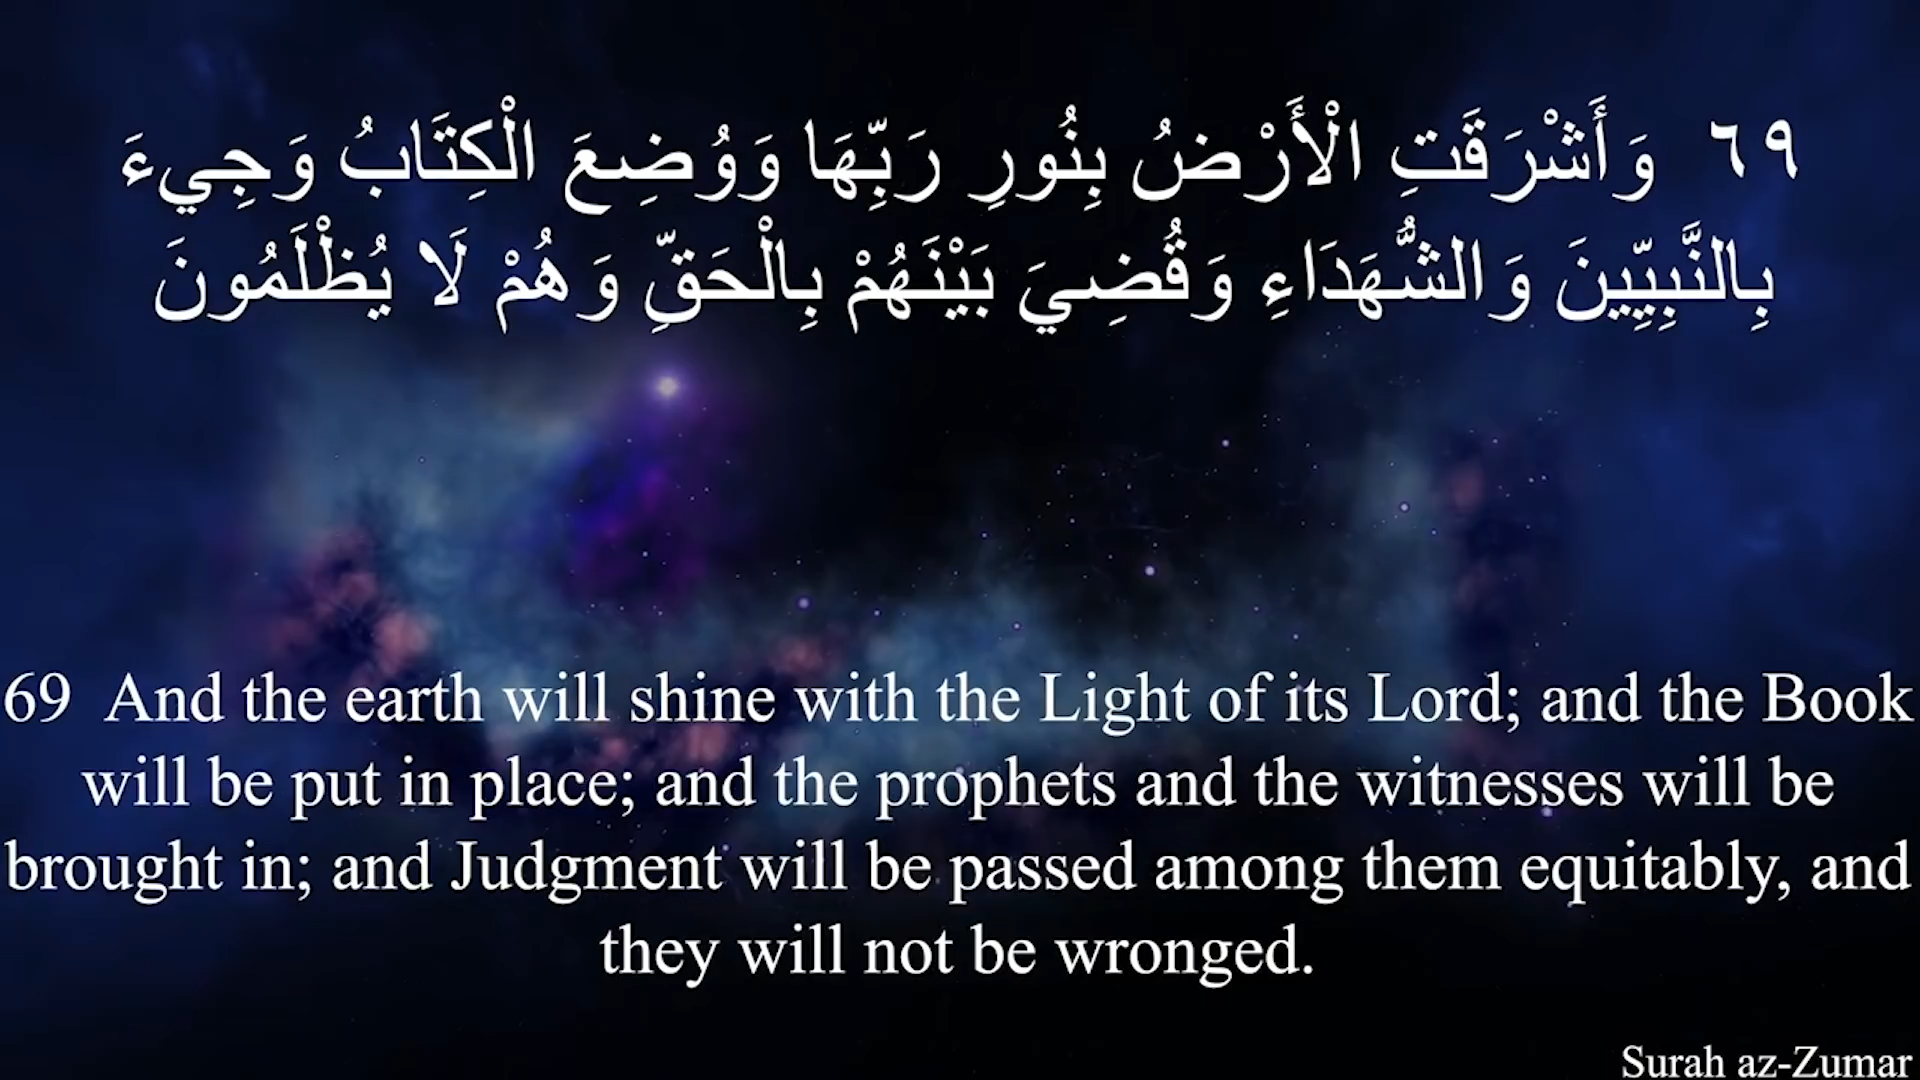 ٦٩ وَأَشْرَقَتِ الْأَرْضُ بِنُورِ رَبِّهَا وَوُضِعَ الْكِتَابُ وَجِيءَ
بِالنَّبِيِّينَ وَالشُّهَدَاءِ وَقُضِيَ بَيْنَهُمْ بِالْحَقِّ وَهُمْ لَا يُظْلَمُونَ
69 And the earth will shine with the Light of its Lord; and the Book
will be put in place; and the prophets and the witnesses will be
brought in; and Judgment will be passed among them equitably, and
they will not be wronged.
Surah az-Zumar